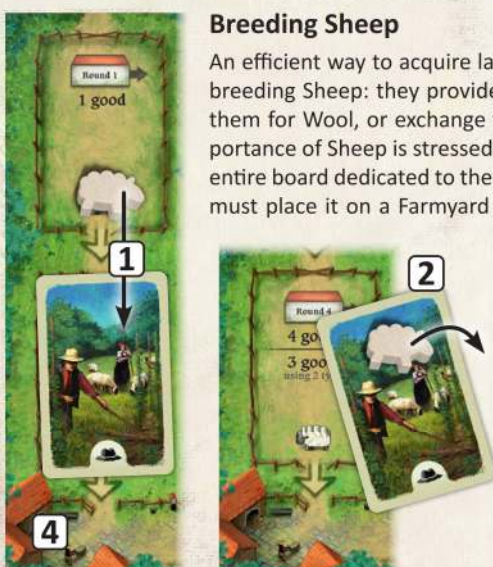 Breeding Sheep
An efficient way to acquire la
breeding Sheep: they provide
them for Wool, or exchange
portance of Sheep is stressed
entire board dedicated to the
must place it on a Farmyard
Round 1
1 good
1
4
2
Round 4
4 go
3 goo
using 2 ty